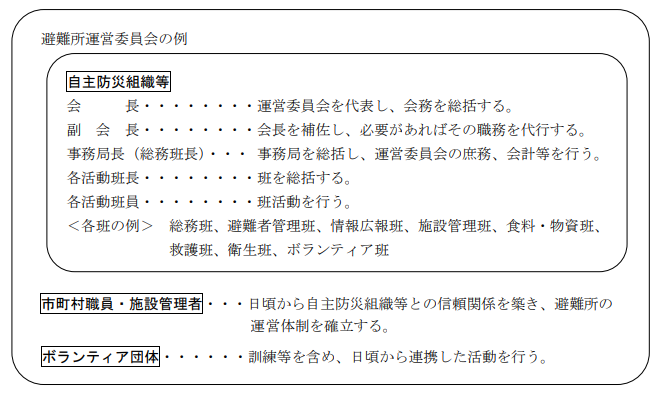 避難所運営委員会の例
自主防災組織等
会　　　長・・・・・・・・運営委員会を代表し、会務を総括する。
副　会　長・・・・・・・・会長を補佐し、必要があればその職務を代行する。
事務局長（総務班長）・・・ 事務局を総括し、運営委員会の庶務、会計等を行う。
各活動班長・・・・・・・・班を総括する。
各活動班員・・・・・・・・班活動を行う。
＜各班の例＞　総務班、避難者管理班、情報広報班、施設管理班、食料・物資班、
救護班、衛生班、ボランティア班
市町村職員・施設管理者・・・日頃から自主防災組織等との信頼関係を築き、避難所の
運営体制を確立する。
ボランティア団体・・・・・・訓練等を含め、日頃から連携した活動を行う。